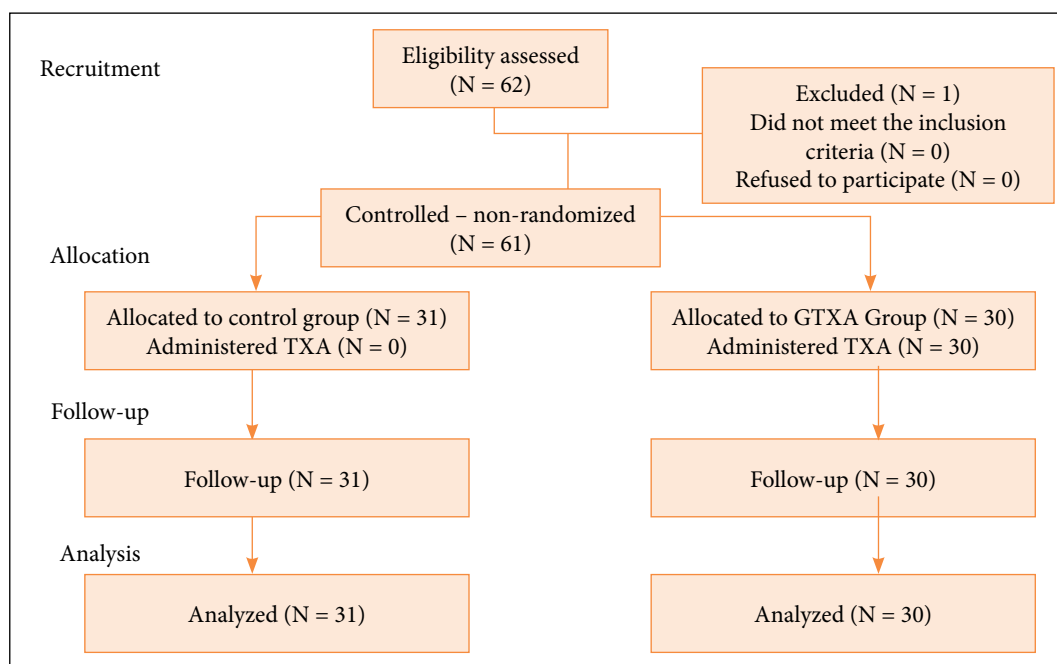 Recruitment
Eligibility assessed
(N = 62)
Excluded (N = 1)
Did not meet the inclusion
criteria (N = 0)
Refused to participate (N = 0)
Controlled – non-randomized
(N = 61)
Allocation
Allocated to control group (N = 31)
Administered TXA (N = 0)
Allocated to GTXA Group (N = 30)
Administered TXA (N = 30)
Follow-up
Follow-up (N = 31)
Follow-up (N = 30)
Analysis
Analyzed (N = 31)
Analyzed (N = 30)